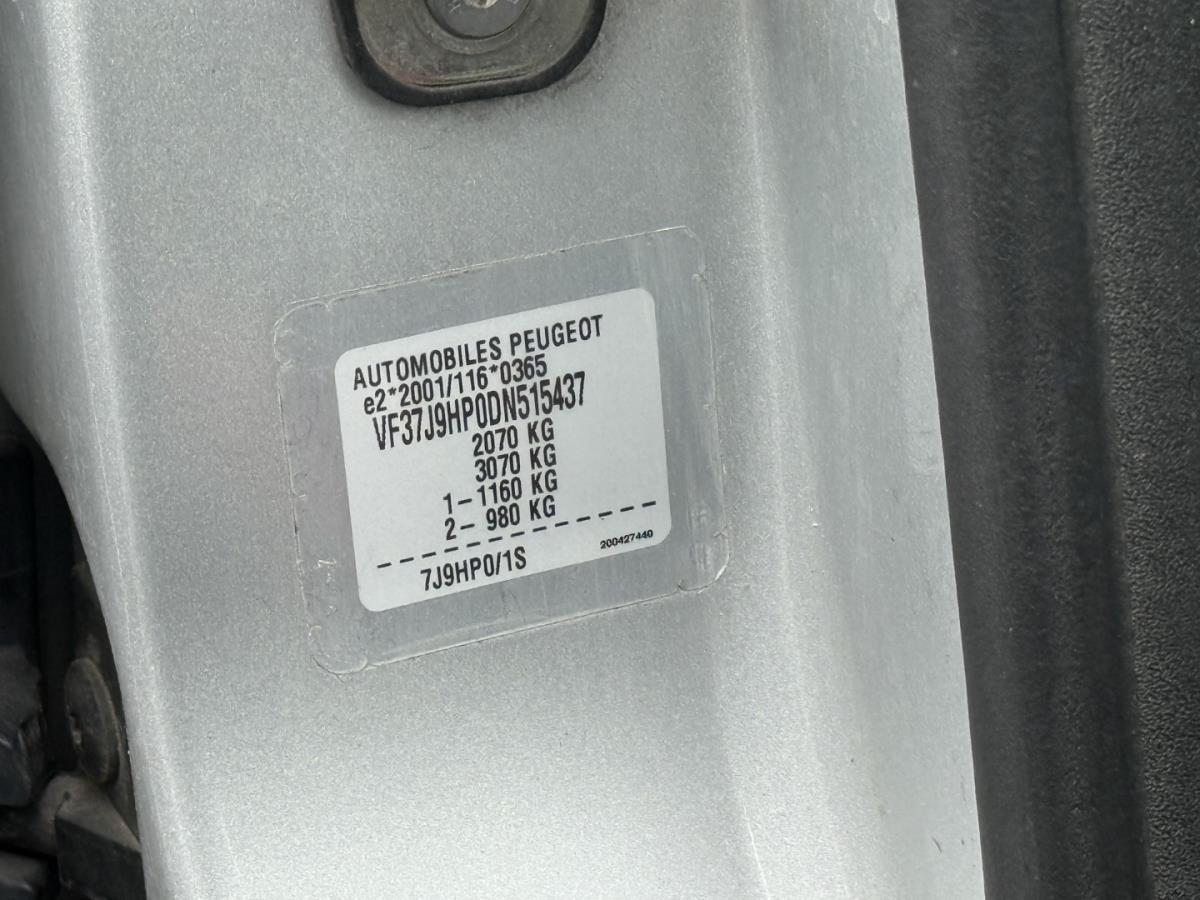 AUTOMOBILES PEUGEOT
e2*2001/116*0365
VF37J9HP0DN515437
2070 KG
3070 KG
1- 1160 KG
2- 980 KG
200427440
7J9HP0/1S